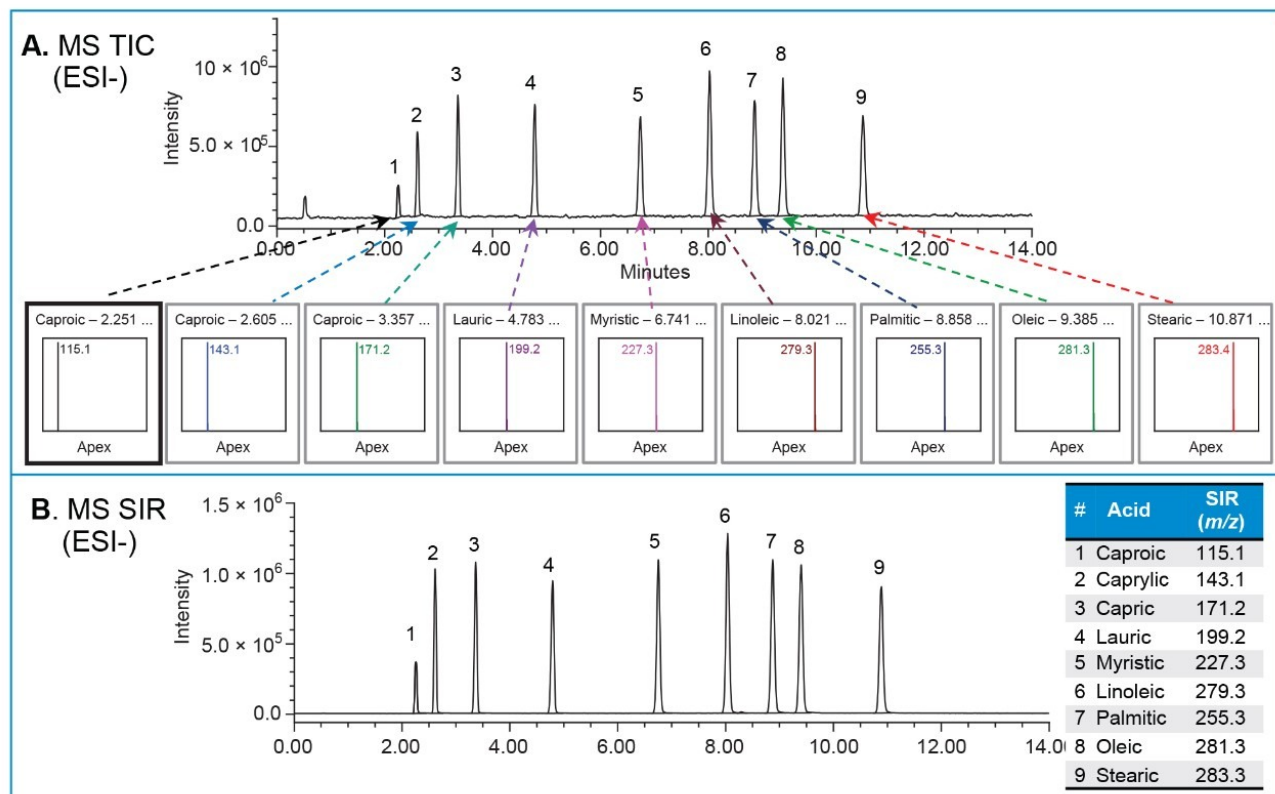 A. MS TIC
(ESI-)
Intensity
10 × 10⁶
5.0 × 10⁵
0.0
1
2
3
4
5
6
7
8
9
0.00 2.00 4.00 6.00 8.00 10.00 12.00 14.00
Minutes
Caproic – 2.251 ... Caproic – 2.605 ... Caproic – 3.357 ... Lauric – 4.783 ... Myristic – 6.741 ... Linoleic – 8.021 ... Palmitic – 8.858 ... Oleic – 9.385 ... Stearic – 10.871 ...
115.1 143.1 171.2 199.2 227.3 279.3 255.3 281.3 283.4
Apex Apex Apex Apex Apex Apex Apex Apex Apex
B. MS SIR
(ESI-)
Intensity
1.5 × 10⁶
1.0 × 10⁶
5.0 × 10⁵
0.0
1
2
3
4
5
6
7
8
9
0.00 2.00 4.00 6.00 8.00 10.00 12.00 14.0
# Acid SIR (m/z)
1 Caproic 115.1
2 Caprylic 143.1
3 Capric 171.2
4 Lauric 199.2
5 Myristic 227.3
6 Linoleic 279.3
7 Palmitic 255.3
8 Oleic 281.3
9 Stearic 283.3